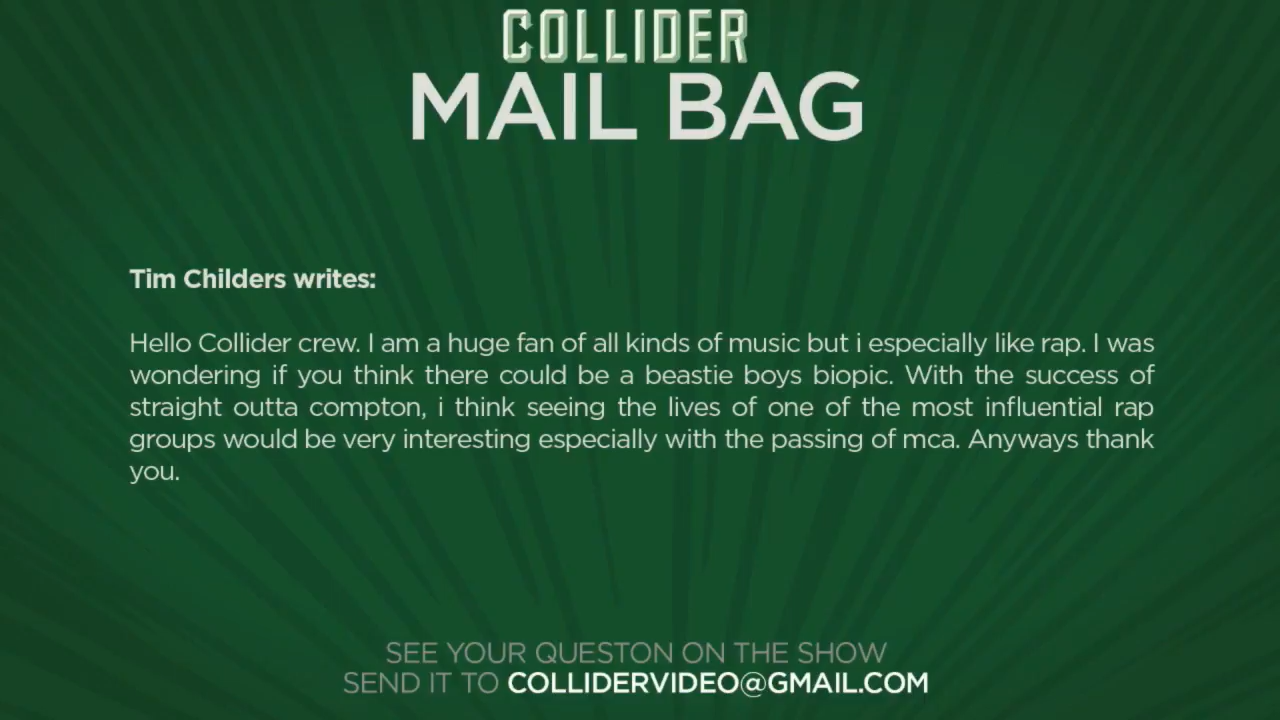 COLLIDER
MAIL BAG
Tim Childers writes:
Hello Collider crew. I am a huge fan of all kinds of music but i especially like rap. I was
wondering if you think there could be a beastie boys biopic. With the success of
straight outta compton, i think seeing the lives of one of the most influential rap
groups would be very interesting especially with the passing of mca. Anyways thank
you.
SEE YOUR QUESTON ON THE SHOW
SEND IT TO COLLIDERVIDEO@GMAIL.COM